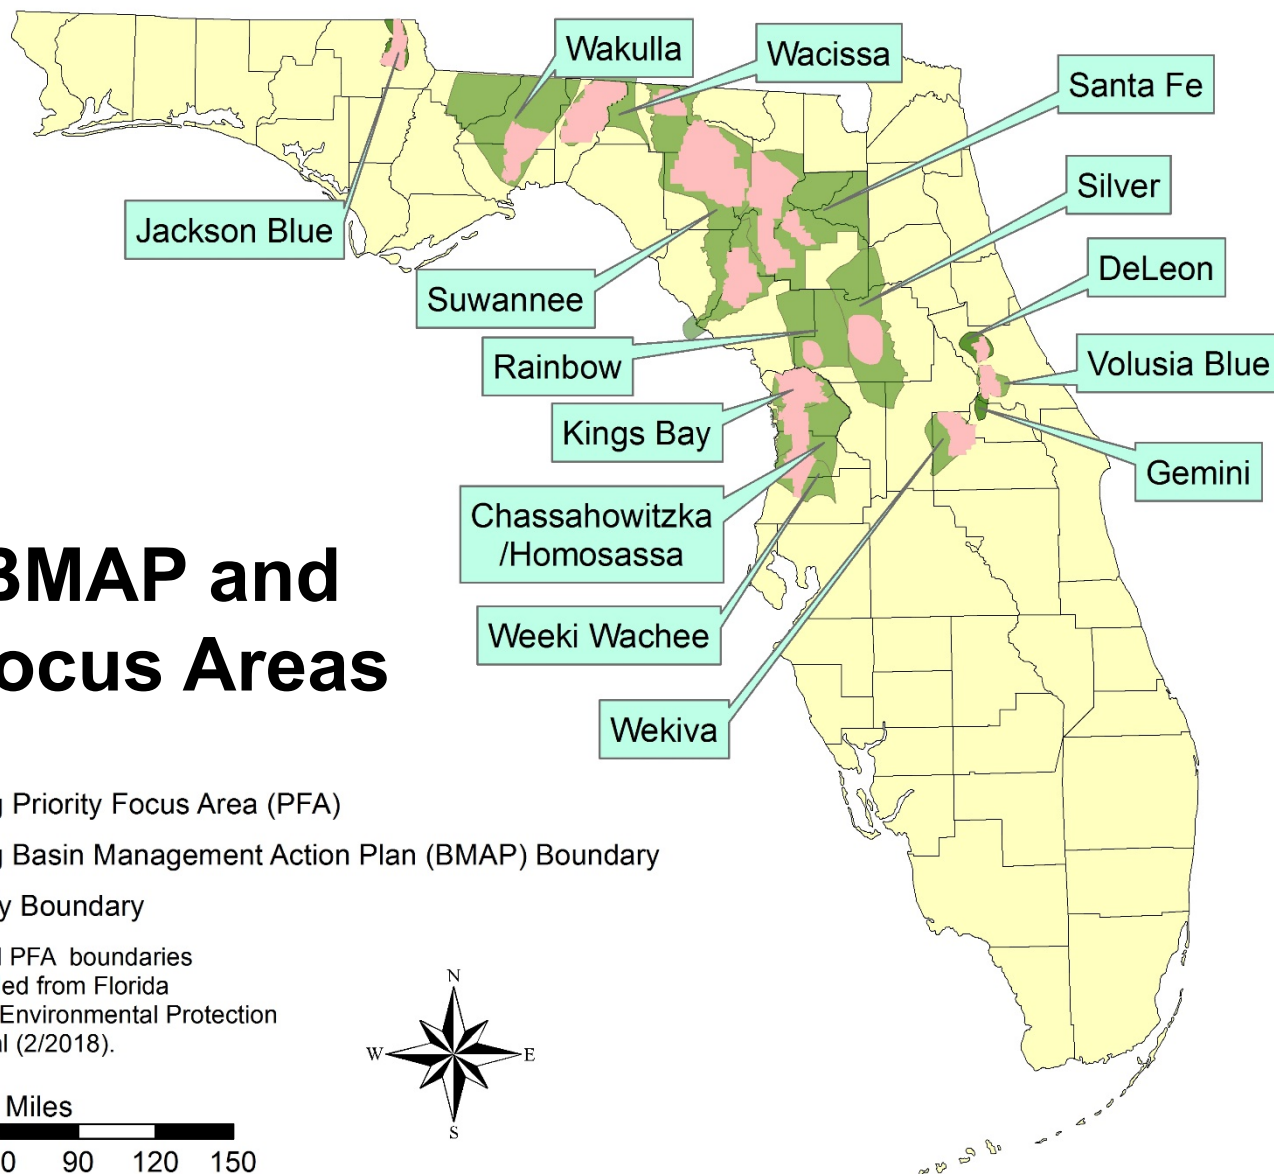 Wakulla
Wacissa
Santa Fe
Silver
Jackson Blue
DeLeon
Suwannee
Rainbow
Volusia Blue
Kings Bay
Gemini
Chassahowitzka
/Homosassa
BMAP and
ocus Areas
Weeki Wachee
Wekiva
g Priority Focus Area (PFA)
g Basin Management Action Plan (BMAP) Boundary
y Boundary
d PFA boundaries
ed from Florida
Environmental Protection
al (2/2018).
N
W
E
S
Miles
0 90 120 150